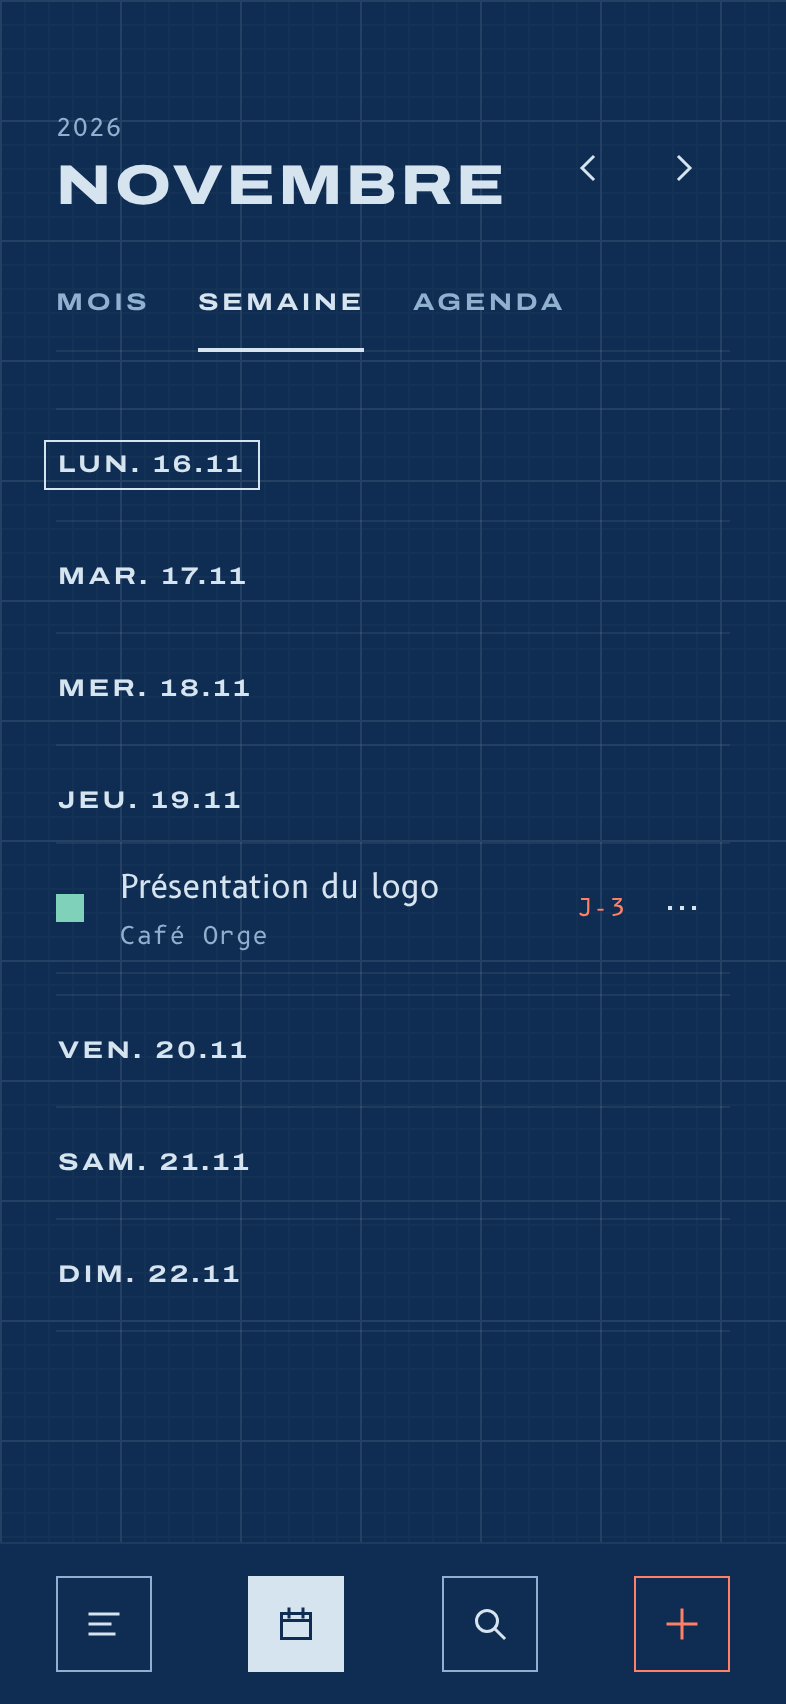 2026
NOVEMBRE
MOIS SEMAINE AGENDA
LUN. 16.11
MAR. 17.11
MER. 18.11
JEU. 19.11
Présentation du logo
Café Orge
J-3
VEN. 20.11
SAM. 21.11
DIM. 22.11